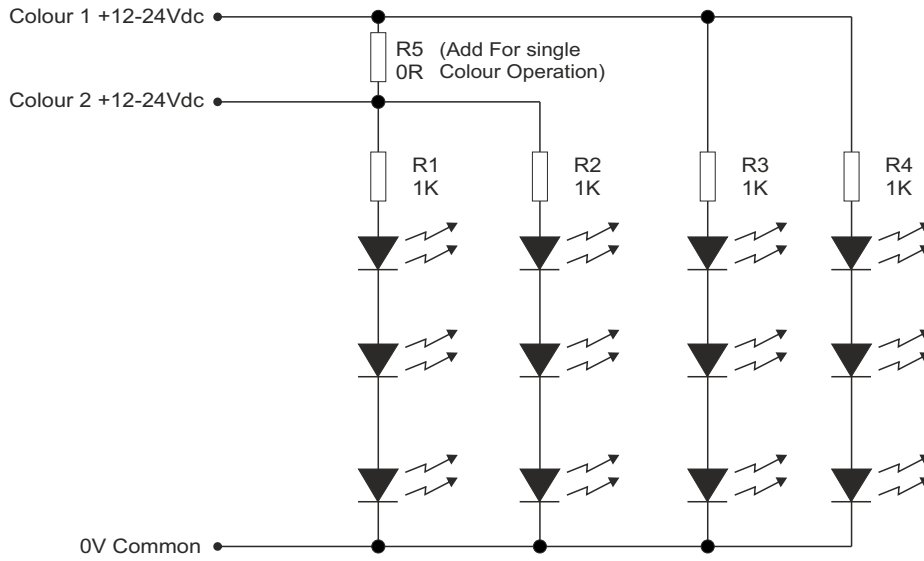 Colour 1 +12-24Vdc
R5 (Add For single
0R Colour Operation)
Colour 2 +12-24Vdc
R1
1K
R2
1K
R3
1K
R4
1K
0V Common